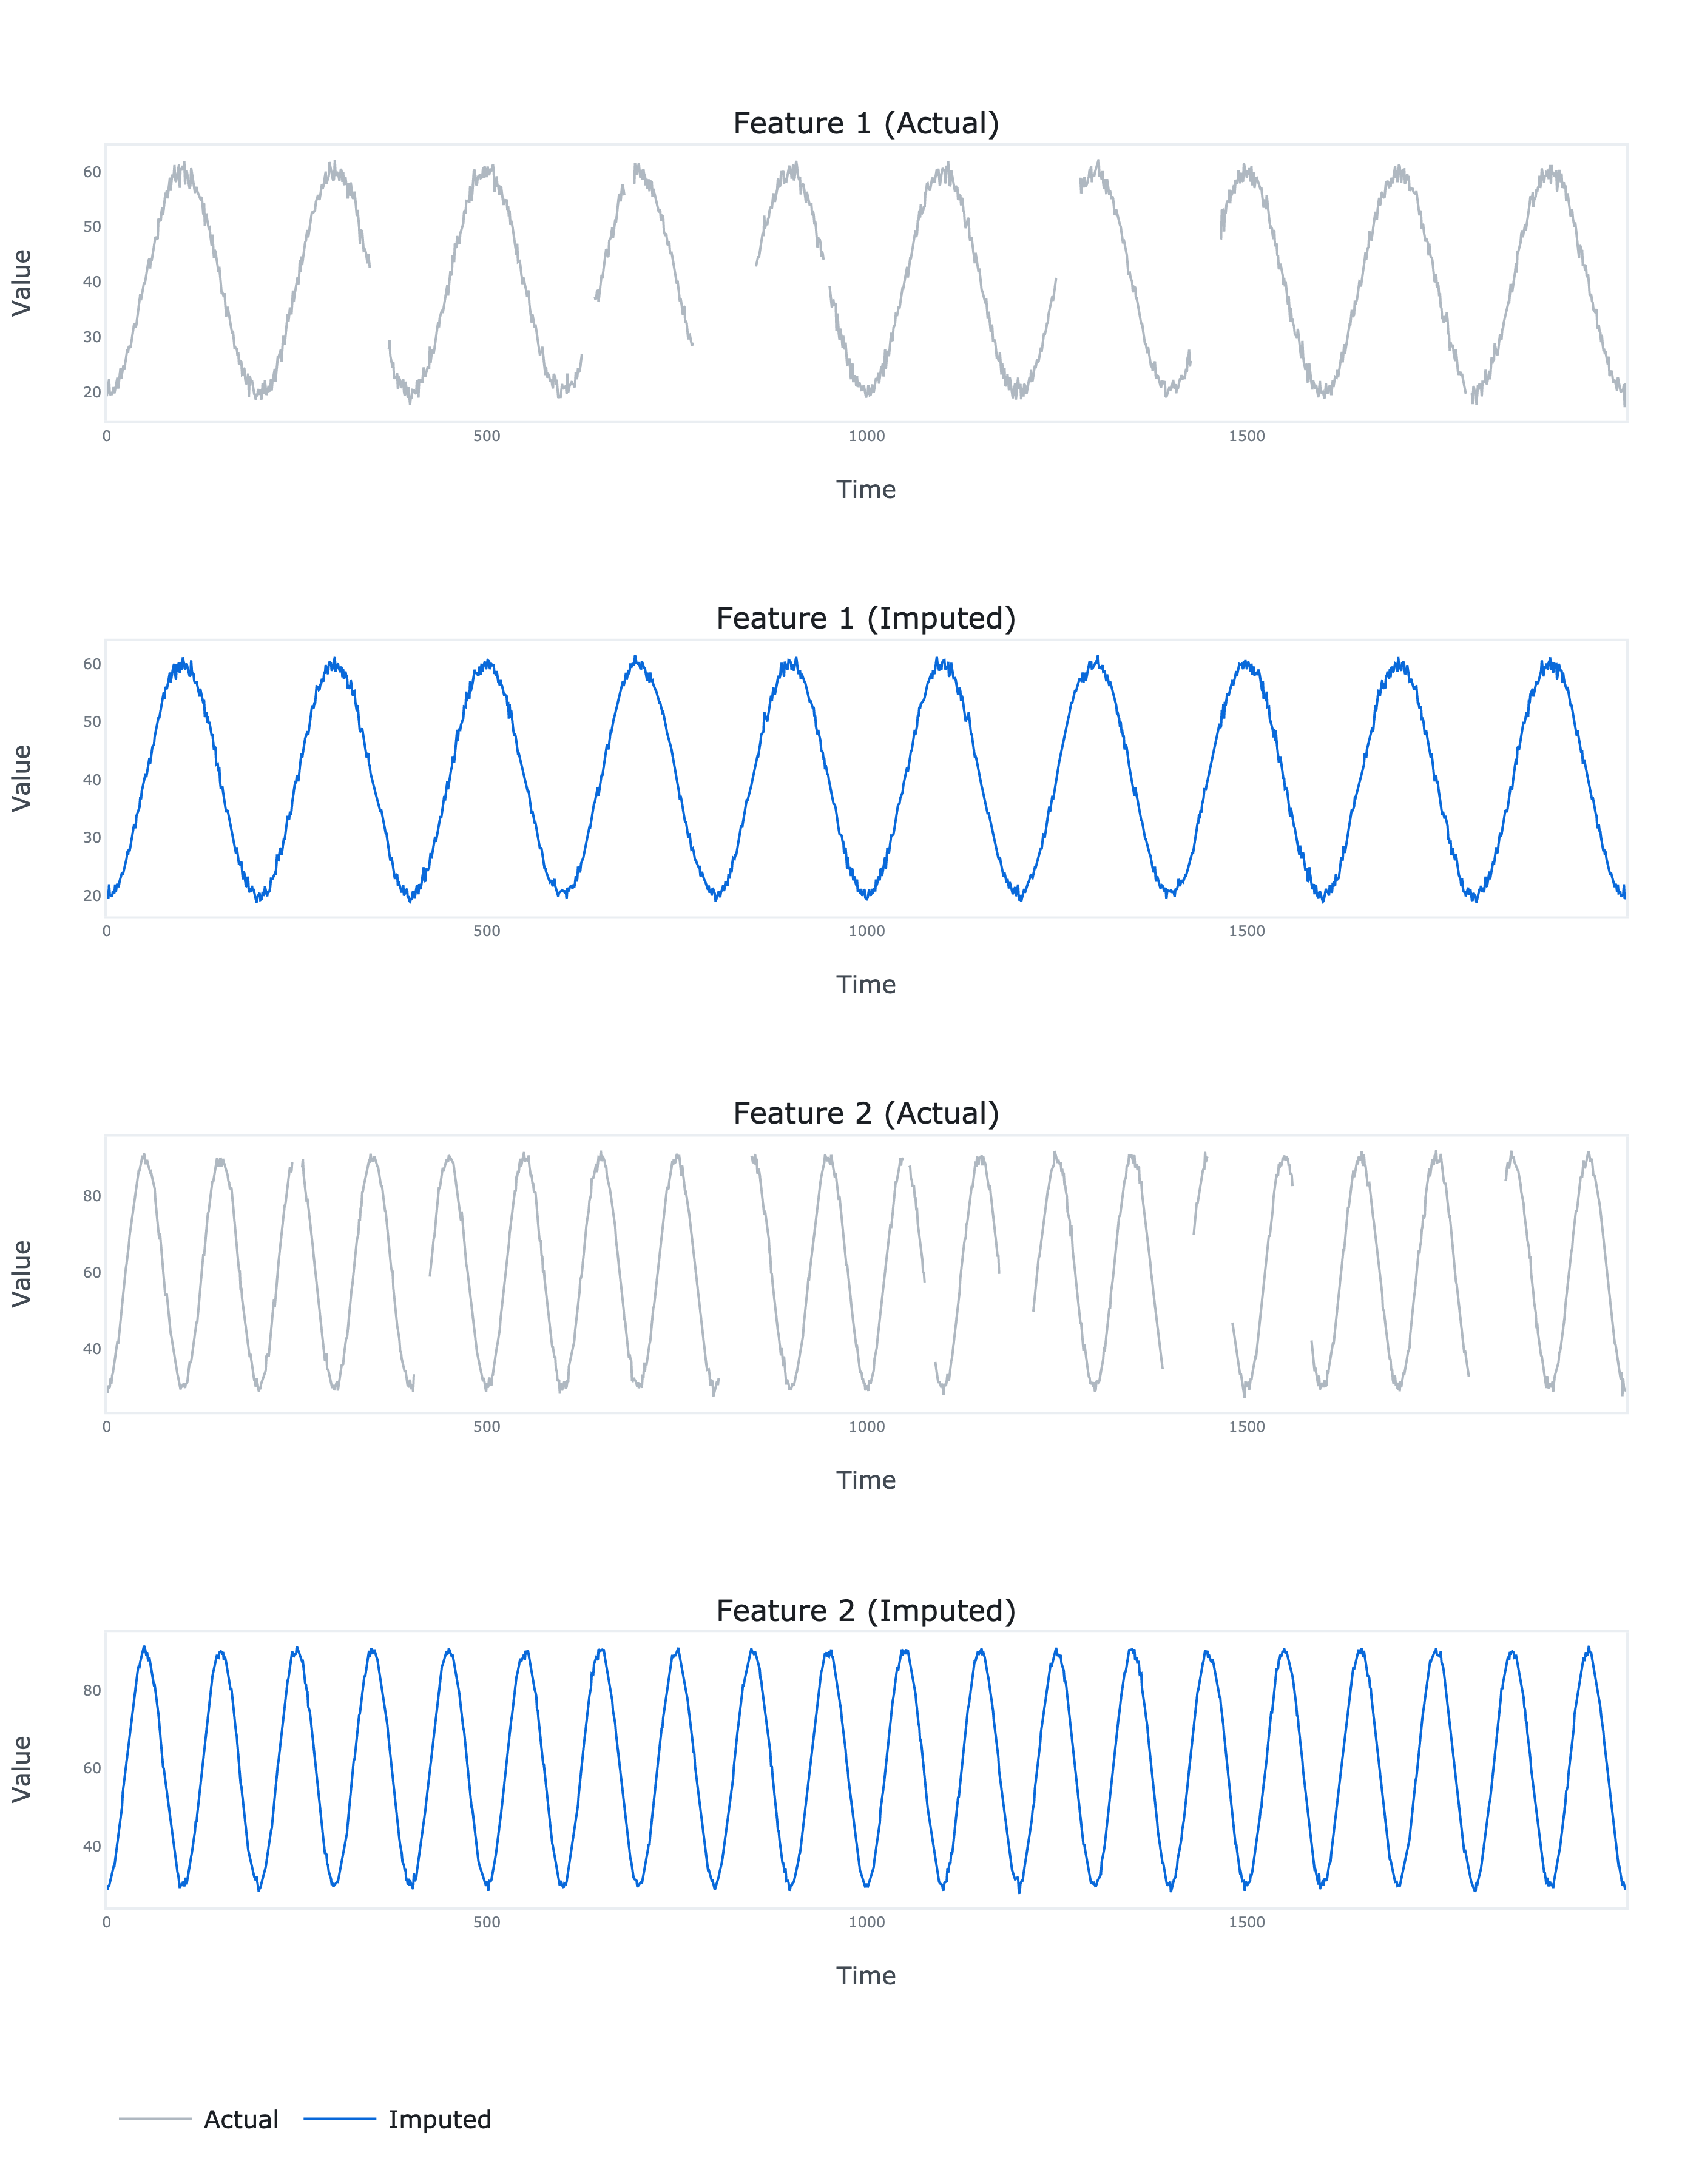 Feature 1 (Actual)
60
50
40
30
20
Value
0 500 1000 1500
Time
Feature 1 (Imputed)
60
50
40
30
20
Value
0 500 1000 1500
Time
Feature 2 (Actual)
80
60
40
Value
0 500 1000 1500
Time
Feature 2 (Imputed)
80
60
40
Value
0 500 1000 1500
Time
Actual Imputed